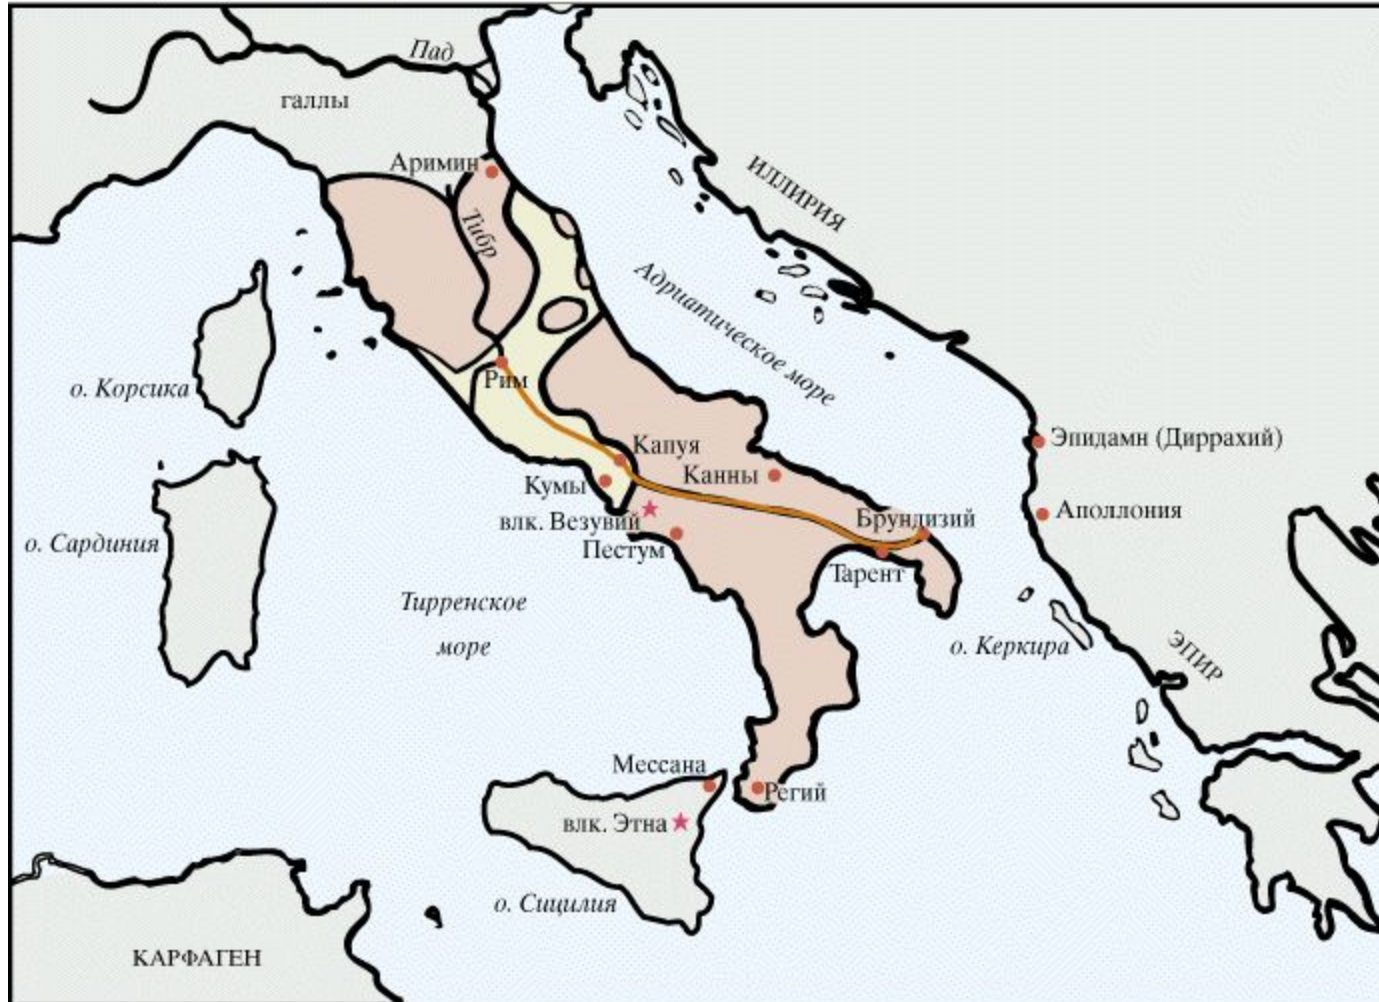 Пад
галлы
Аримин
ИЛЛИРИЯ
Тибр
Адриатическое море
Рим
о. Корсика
Эпидамн (Диррахий)
Капуя
Канны
Кумы
Аполлония
влк. Везувий
Брундизий
о. Сардиния
Пестум
Тарент
Тирренское
море
о. Керкира
ЭПИР
Мессана
Регий
влк. Этна
о. Сицилия
КАРФАГЕН